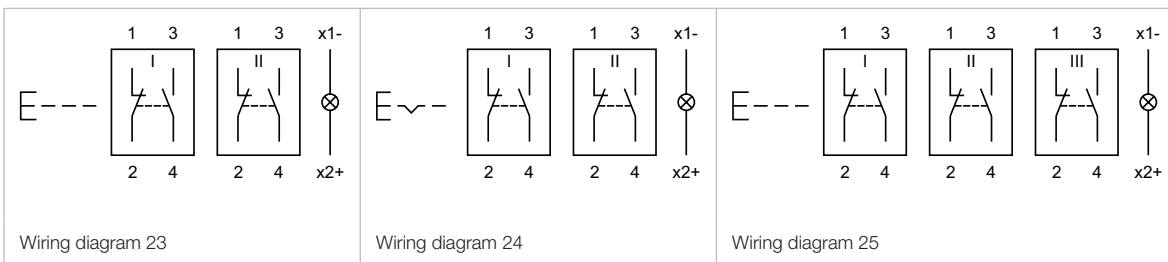 1 3 1 3 x1-
I II
2 4 2 4 x2+
Wiring diagram 23
1 3 1 3 x1-
I II
2 4 2 4 x2+
Wiring diagram 24
1 3 1 3 1 3 x1-
I II III
2 4 2 4 2 4 x2+
Wiring diagram 25